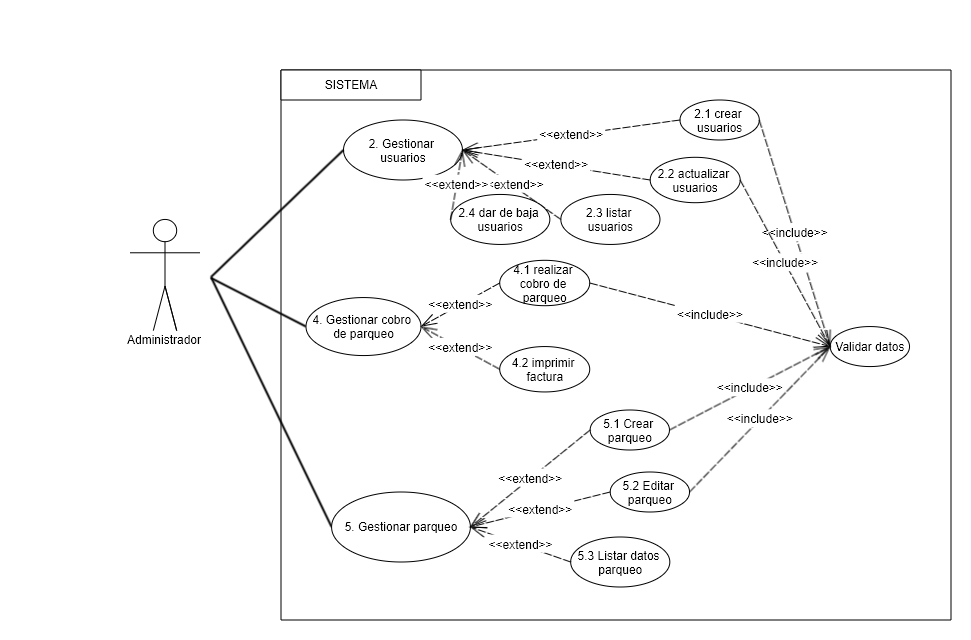 SISTEMA
2.1 crear
usuarios
<<extend>>
2. Gestionar
usuarios
<<extend>>
2.2 actualizar
usuarios
<<extend>>
<<extend>>
2.4 dar de baja
usuarios
2.3 listar
usuarios
<<include>>
<<include>>
4.1 realizar
cobro de
parqueo
<<extend>>
<<include>>
4. Gestionar cobro
de parqueo
Administrador
<<extend>>
Validar datos
4.2 imprimir
factura
<<include>>
<<include>>
5.1 Crear
parqueo
<<extend>>
5.2 Editar
parqueo
<<extend>>
5. Gestionar parqueo
<<extend>>
5.3 Listar datos
parqueo